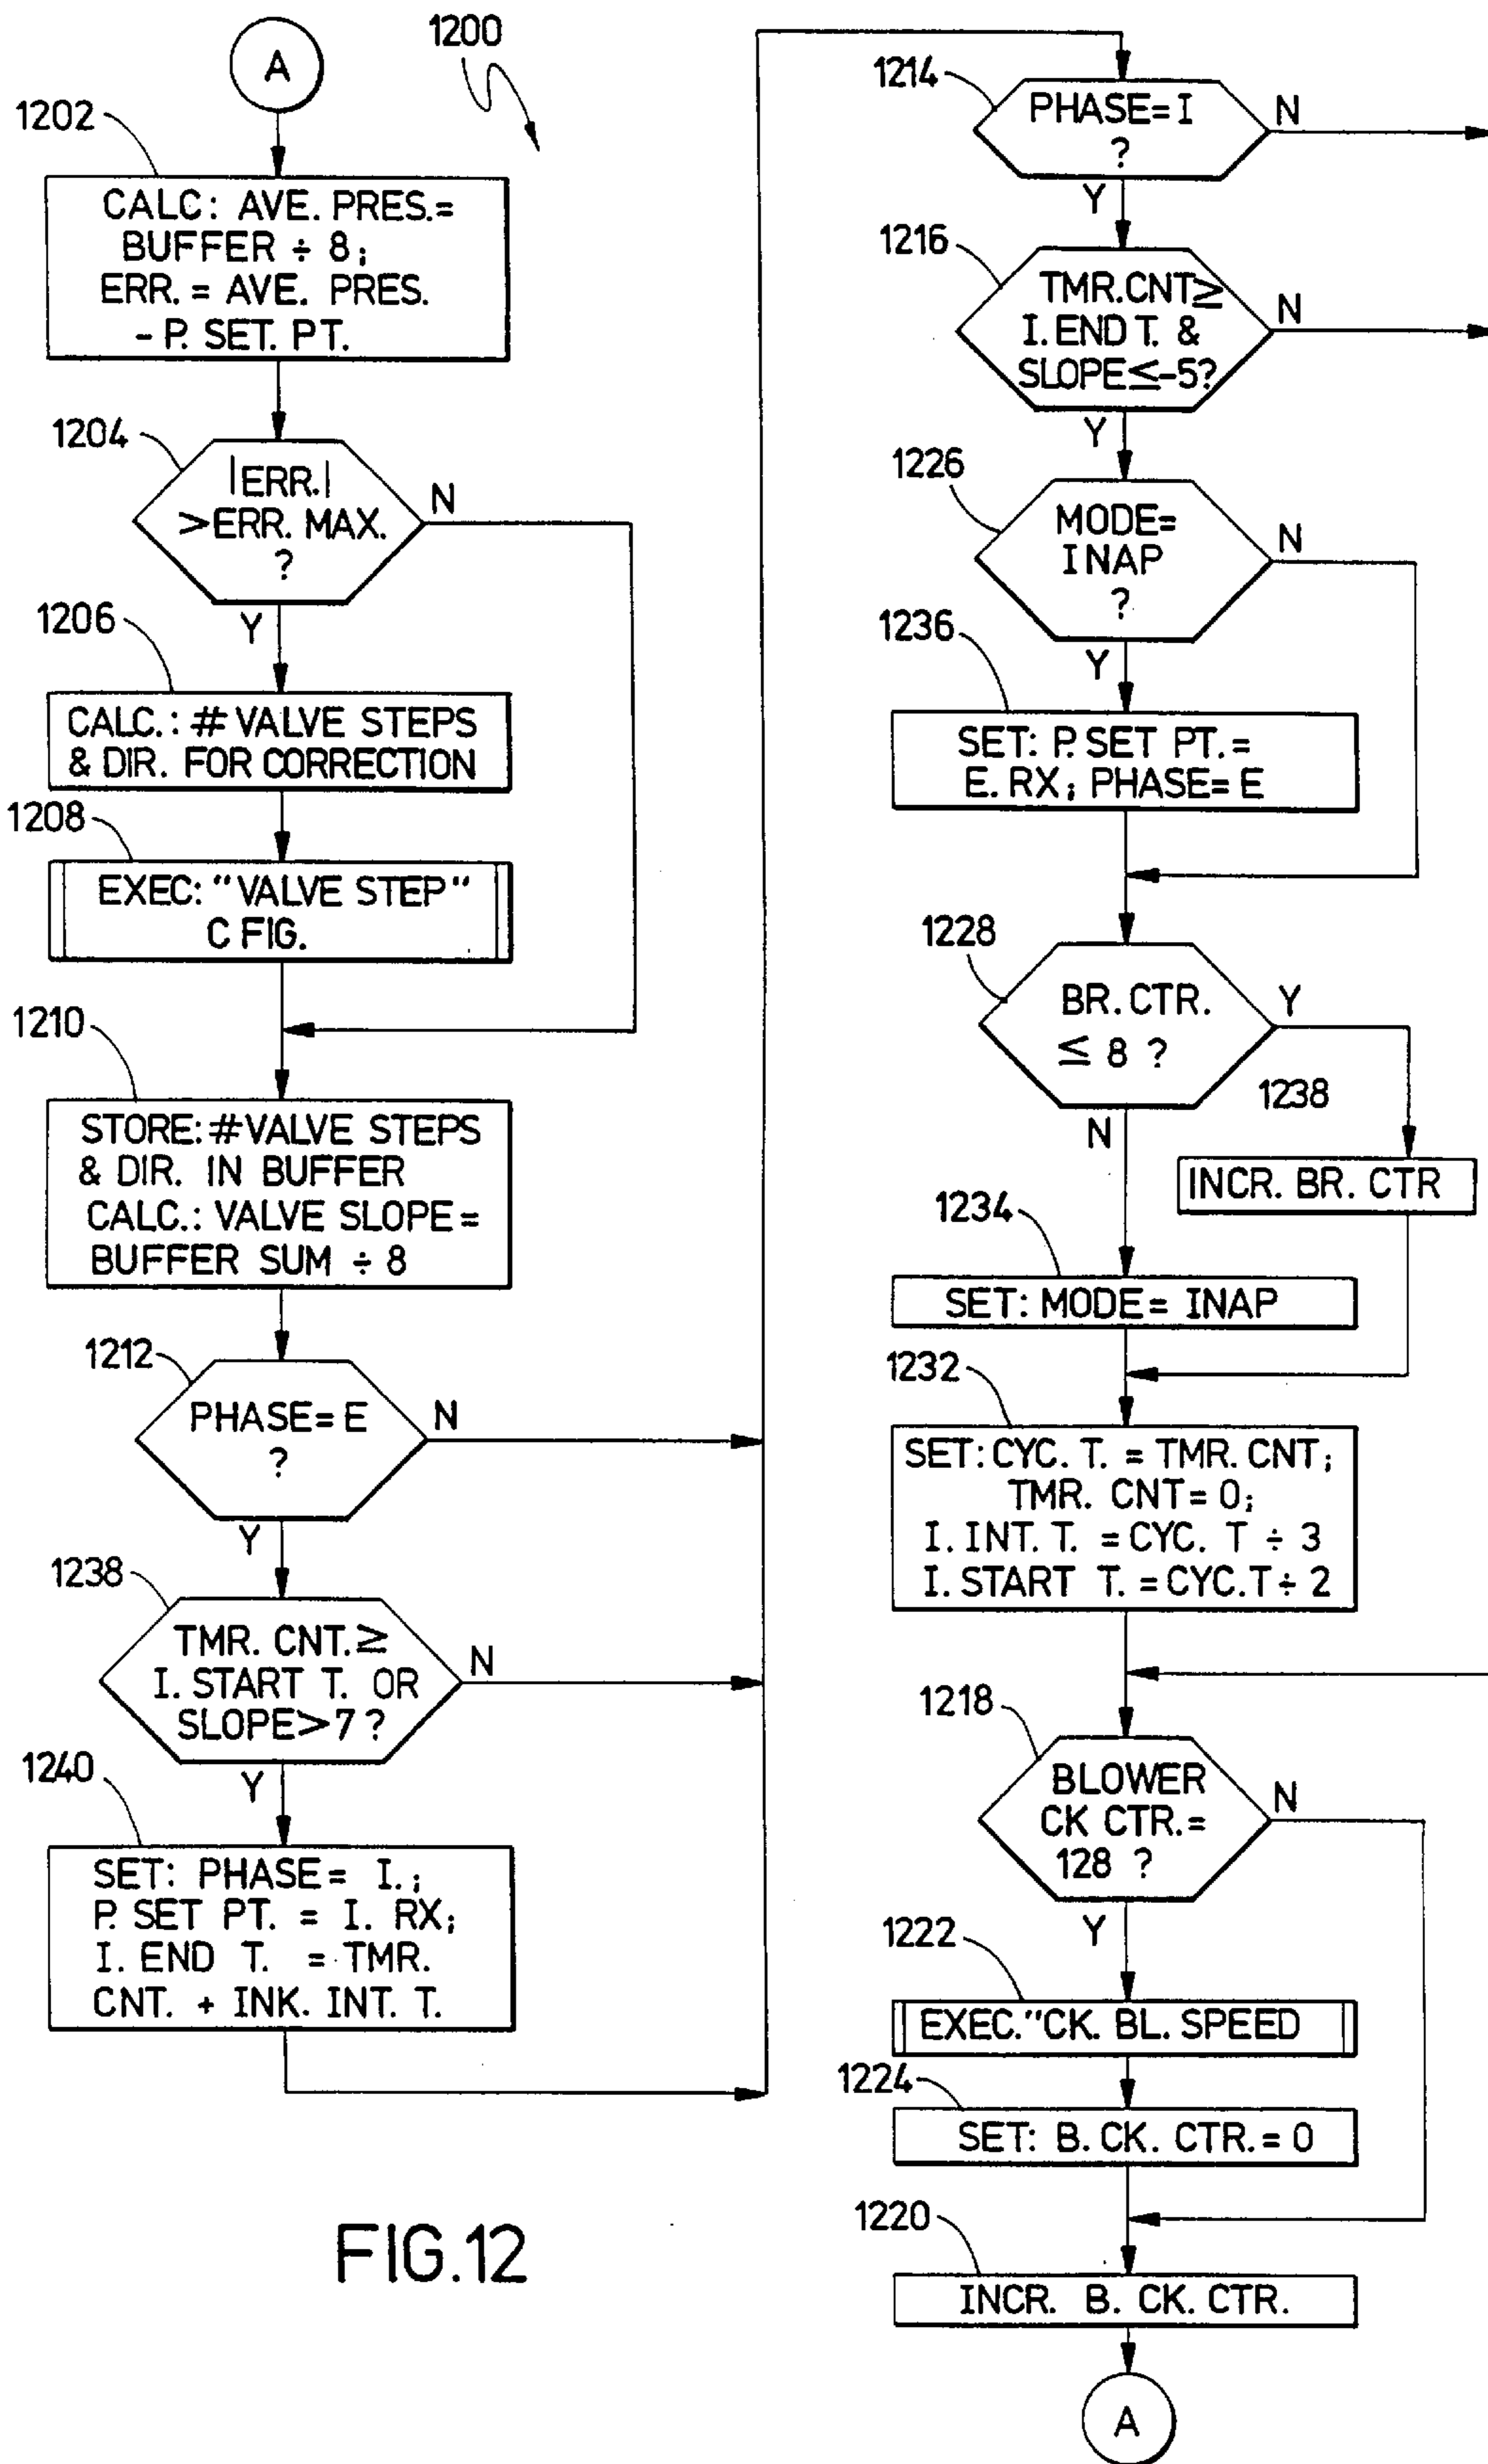 A
1200
1202
CALC: AVE. PRES.=
BUFFER ÷ 8;
ERR. = AVE. PRES.
- P. SET. PT.
1204
|ERR.|
>ERR. MAX.
?
N
Y
1206
CALC.: # VALVE STEPS
& DIR. FOR CORRECTION
1208
EXEC: "VALVE STEP"
C FIG.
1210
STORE: #VALVE STEPS
& DIR. IN BUFFER
CALC.: VALVE SLOPE=
BUFFER SUM ÷ 8
1212
PHASE= E
?
N
Y
1238
TMR. CNT.≥
I. START T. OR
SLOPE>7 ?
N
Y
1240
SET: PHASE= I.;
P. SET PT. = I. RX;
I. END T. = TMR.
CNT. + INK. INT. T.
1214
PHASE= I
?
N
Y
1216
TMR.CNT≥
I. END T. &
SLOPE≤-5?
N
Y
1226
MODE=
INAP
?
N
Y
1236
SET: P. SET PT. =
E. RX; PHASE= E
1228
BR. CTR.
≤ 8 ?
Y
N
1238
INCR. BR. CTR
1234
SET: MODE= INAP
1232
SET: CYC. T. = TMR. CNT;
TMR. CNT= 0;
I. INT. T. = CYC. T ÷ 3
I. START T. = CYC.T÷ 2
1218
BLOWER
CK CTR.=
128 ?
N
Y
1222
EXEC."CK. BL. SPEED
1224
SET: B. CK. CTR.= 0
1220
INCR. B. CK. CTR.
A
FIG.12